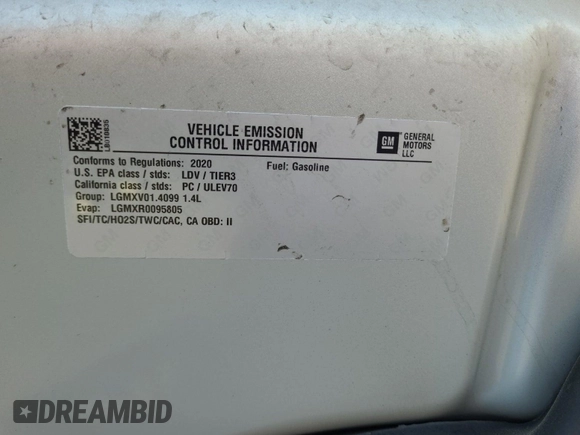 LBU10B835
VEHICLE EMISSION
CONTROL INFORMATION
GM
GENERAL
MOTORS
LLC
Conforms to Regulations: 2020
Fuel: Gasoline
U.S. EPA class / stds: LDV / TIER3
California class / stds: PC / ULEV70
Group: LGMXV01.4099 1.4L
Evap: LGMXR0095805
SFI/TC/HO2S/TWC/CAC, CA OBD: II
DREAMBID